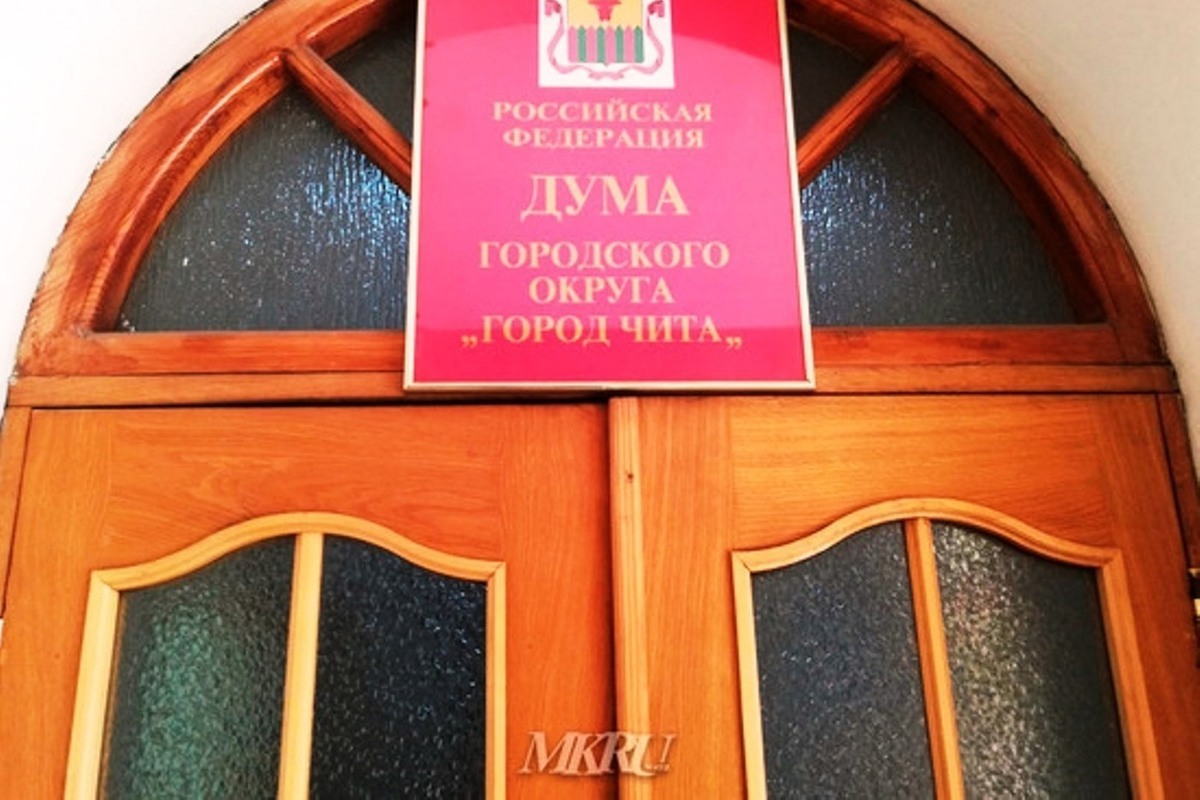 РОССИЙСКАЯ
ФЕДЕРАЦИЯ
ДУМА
ГОРОДСКОГО
ОКРУГА
„ГОРОД ЧИТА„
MKRU